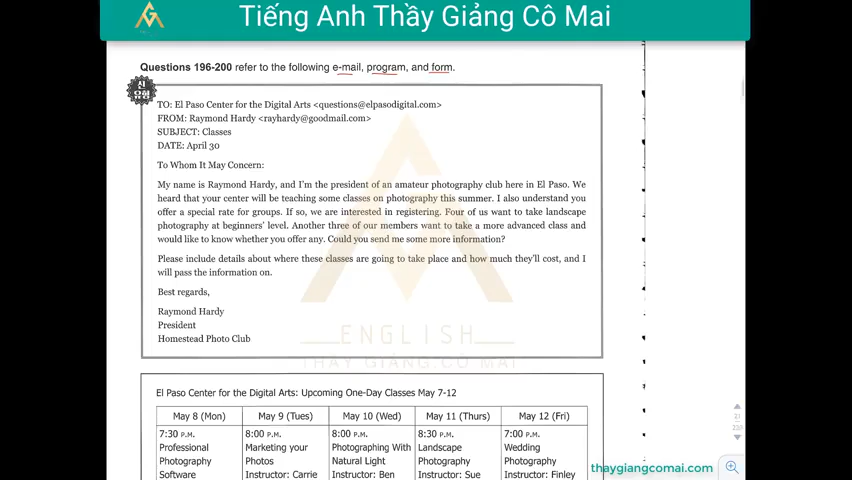 Tiếng Anh Thầy Giảng Cô Mai
Questions 196-200 refer to the following e-mail, program, and form.
TO: El Paso Center for the Digital Arts <questions@elpasodigital.com>
FROM: Raymond Hardy <rayhardy@goodmail.com>
SUBJECT: Classes
DATE: April 30
To Whom It May Concern:
My name is Raymond Hardy, and I'm the president of an amateur photography club here in El Paso. We
heard that your center will be teaching some classes on photography this summer. I also understand you
offer a special rate for groups. If so, we are interested in registering. Four of us want to take landscape
photography at beginners' level. Another three of our members want to take a more advanced class and
would like to know whether you offer any. Could you send me some more information?
Please include details about where these classes are going to take place and how much they'll cost, and I
will pass the information on.
Best regards,
Raymond Hardy
President
Homestead Photo Club
ENGLISH
THAY GIANG.CO MAI
El Paso Center for the Digital Arts: Upcoming One-Day Classes May 7-12
May 8 (Mon) May 9 (Tues) May 10 (Wed) May 11 (Thurs) May 12 (Fri)
7:30 P.M. 8:00 P.M. 8:00 P.M. 8:30 P.M. 7:00 P.M.
Professional Marketing your Photographing With Landscape Wedding
Photography Photos Natural Light Photography Photography
Software Instructor: Carrie Instructor: Ben Instructor: Sue Instructor: Finley
thaygiangcomai.com
21